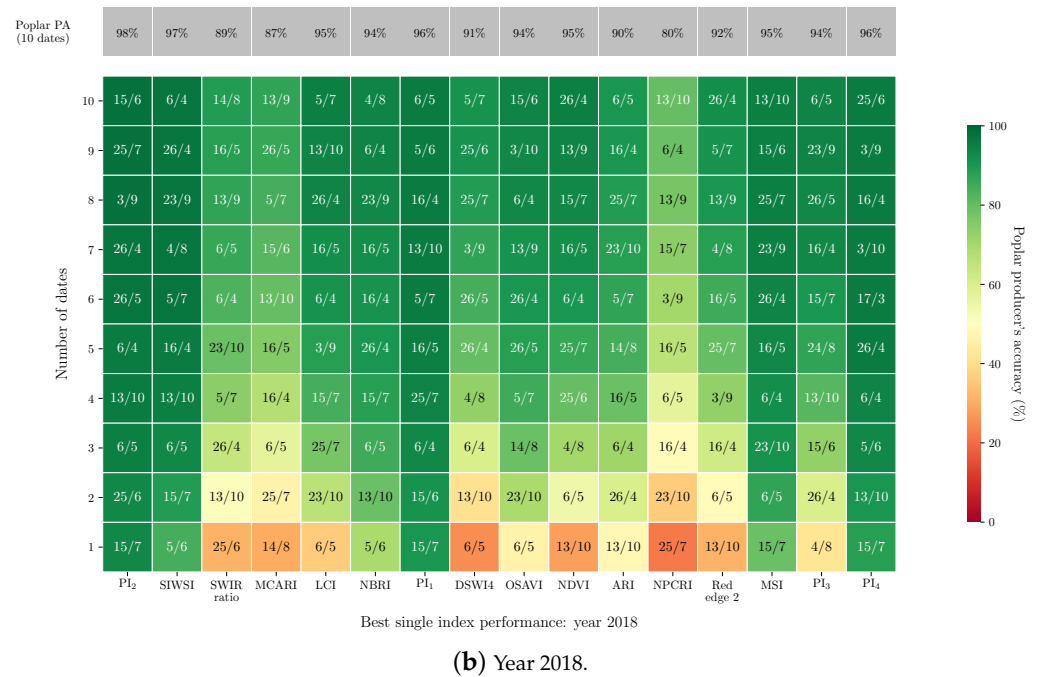 Poplar PA
(10 dates)
98% 97% 89% 87% 95% 94% 96% 91% 94% 95% 90% 80% 92% 95% 94% 96%
10 15/6 6/4 14/8 13/9 5/7 4/8 6/5 5/7 15/6 26/4 6/5 13/10 26/4 13/10 6/5 25/6
9 25/7 26/4 16/5 26/5 13/10 6/4 5/6 25/6 3/10 13/9 16/4 6/4 5/7 15/6 23/9 3/9
8 3/9 23/9 13/9 5/7 26/4 23/9 16/4 25/7 6/4 15/7 25/7 13/9 13/9 25/7 26/5 16/4
7 26/4 4/8 6/5 15/6 16/5 16/5 13/10 3/9 13/9 16/5 23/10 15/7 4/8 23/9 16/4 3/10
6 26/5 5/7 6/4 13/10 6/4 16/4 5/7 26/5 26/4 6/4 5/7 3/9 16/5 26/4 15/7 17/3
5 6/4 16/4 23/10 16/5 3/9 26/4 16/5 26/4 26/5 25/7 14/8 16/5 25/7 16/5 24/8 26/4
4 13/10 13/10 5/7 16/4 15/7 15/7 25/7 4/8 5/7 25/6 16/5 6/5 3/9 6/4 13/10 6/4
3 6/5 6/5 26/4 6/5 25/7 6/5 6/4 6/4 14/8 4/8 6/4 16/4 16/4 23/10 15/6 5/6
2 25/6 15/7 13/10 25/7 23/10 13/10 15/6 13/10 23/10 6/5 26/4 23/10 6/5 6/5 26/4 13/10
1 15/7 5/6 25/6 14/8 6/5 5/6 15/7 6/5 6/5 13/10 13/10 25/7 13/10 15/7 4/8 15/7
Number of dates
PI₂ SIWSI SWIR ratio MCARI LCI NBRI PI₁ DSWI4 OSAVI NDVI ARI NPCRI Red edge 2 MSI PI₃ PI₄
Best single index performance: year 2018
100
80
60
40
20
0
Poplar producer's accuracy (%)
(b) Year 2018.